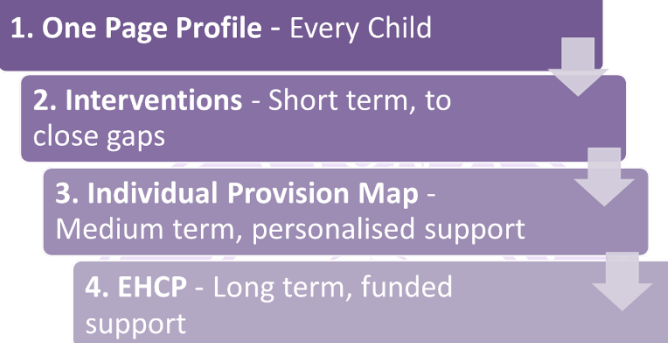 1. One Page Profile - Every Child
2. Interventions - Short term, to
close gaps
3. Individual Provision Map -
Medium term, personalised support
4. EHCP - Long term, funded
support